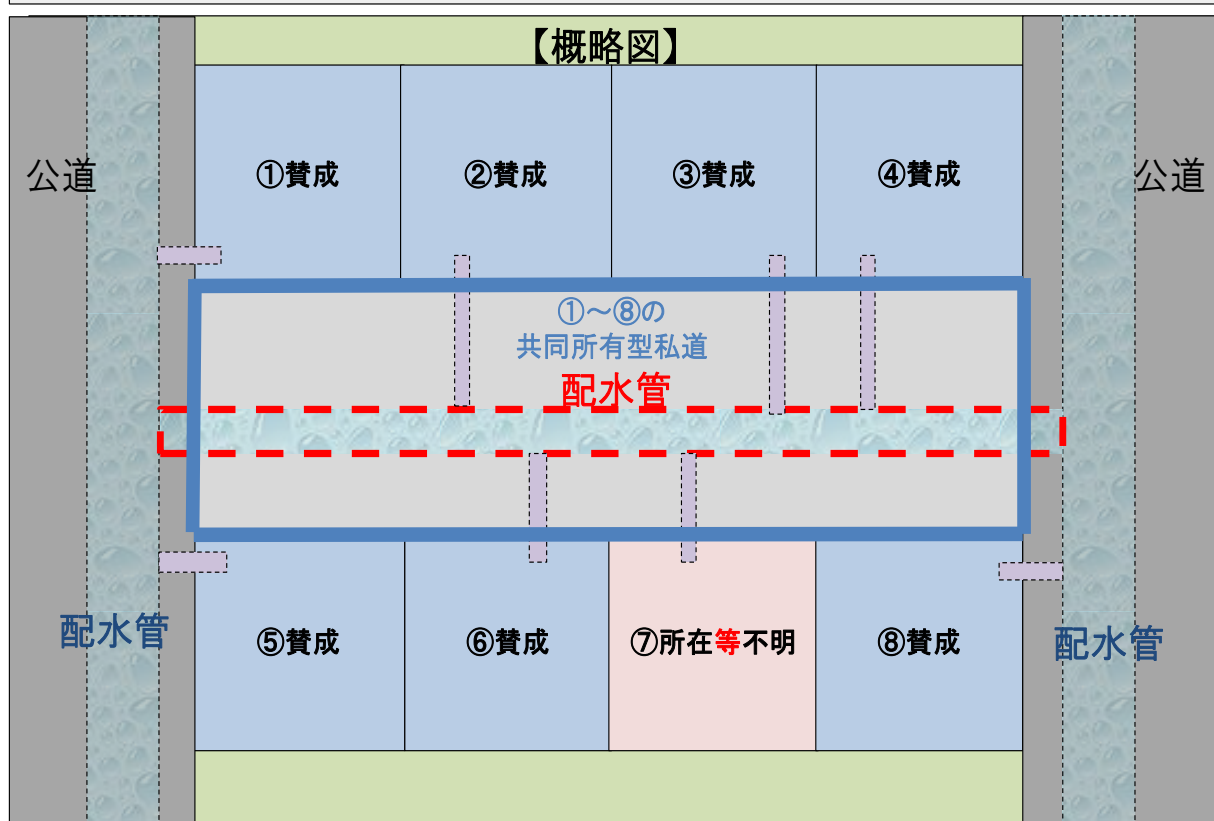 【概略図】
公道
①賛成
②賛成
③賛成
④賛成
公道
①～⑧の
共同所有型私道
配水管
配水管
⑤賛成
⑥賛成
⑦所在等不明
⑧賛成
配水管